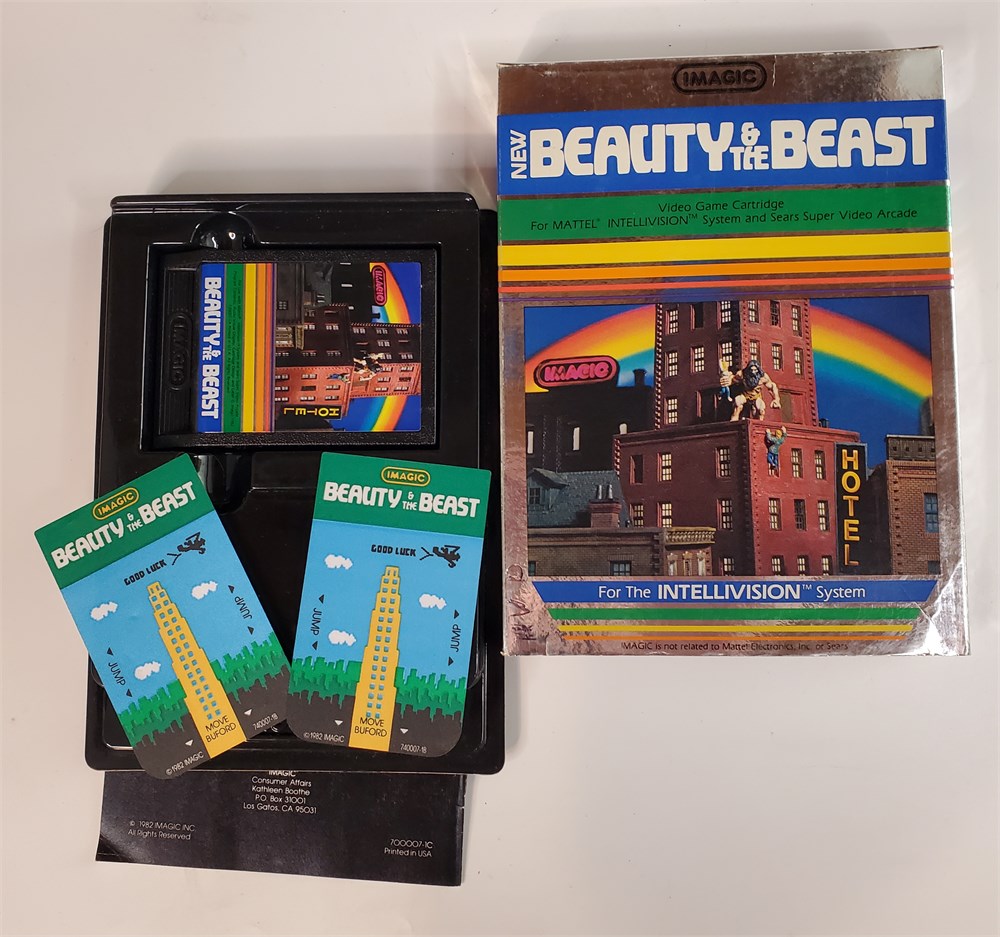 IMAGIC
NEW
BEAUTY & THE BEAST
Video Game Cartridge
For MATTEL® INTELLIVISION™ System and Sears Super Video Arcade
IMAGIC
HOTEL
For The INTELLIVISION™ System
IMAGIC is not related to Mattel Electronics, Inc. or Sears
IMAGIC
BEAUTY & THE BEAST
IMAGIC
HOTEL
IMAGIC
BEAUTY & THE BEAST
GOOD LUCK
JUMP
JUMP
MOVE
BUFORD
© 1982 IMAGIC
740007-1B
IMAGIC
BEAUTY & THE BEAST
GOOD LUCK
JUMP
JUMP
MOVE
BUFORD
© 1982 IMAGIC
740007-1B
IMAGIC
Consumer Affairs
Kathleen Boothe
P.O. Box 31001
Los Gatos, CA 95031
© 1982 IMAGIC INC
All Rights Reserved
700007-1C
Printed in USA